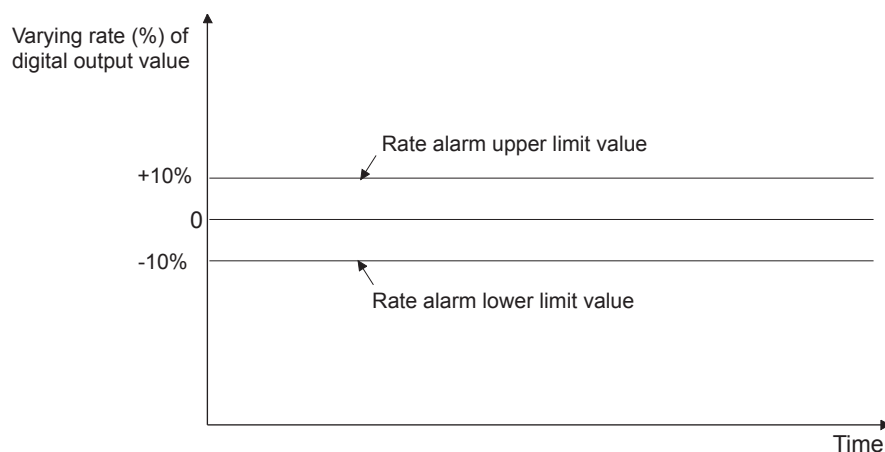 Varying rate (%) of
digital output value
Rate alarm upper limit value
+10%
0
-10%
Rate alarm lower limit value
Time